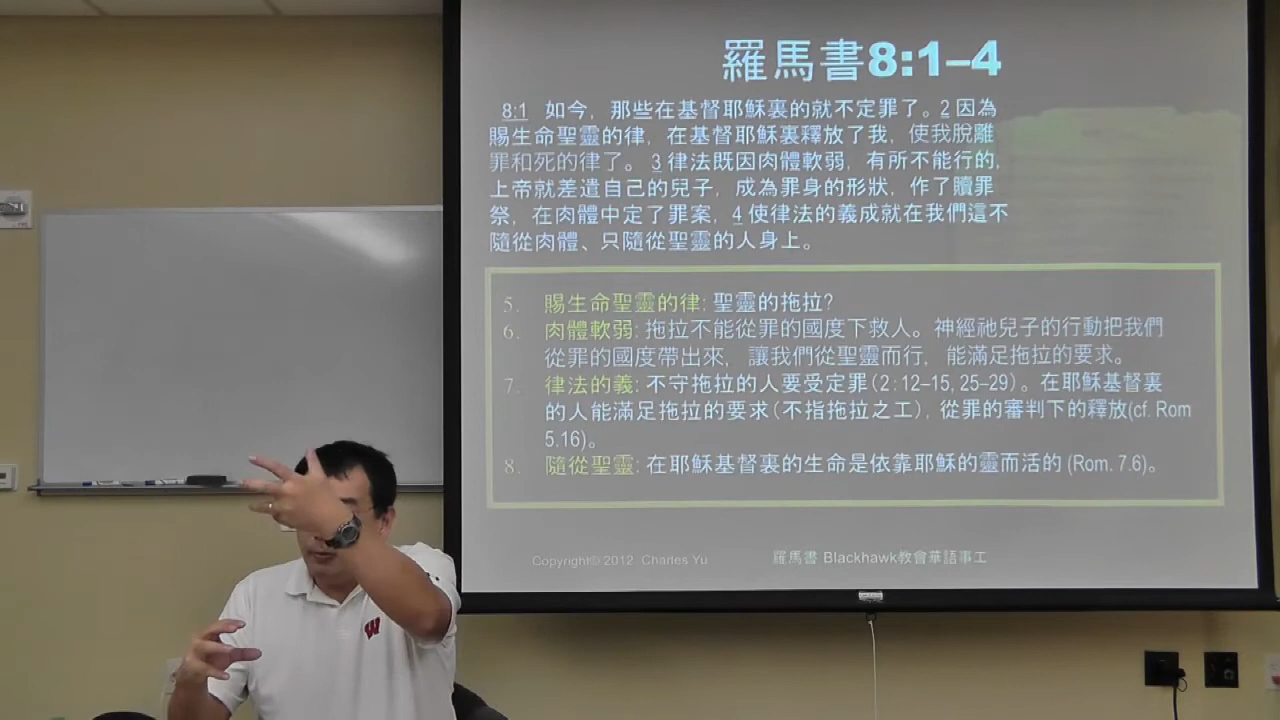 羅馬書8:1–4
8:1 如今，那些在基督耶穌裏的就不定罪了。2 因為
賜生命聖靈的律，在基督耶穌裏釋放了我，使我脫離
罪和死的律了。 3 律法既因肉體軟弱，有所不能行的，
上帝就差遣自己的兒子，成為罪身的形狀，作了贖罪
祭，在肉體中定了罪案，4 使律法的義成就在我們這不
隨從肉體、只隨從聖靈的人身上。
5. 賜生命聖靈的律: 聖靈的拖拉?
6. 肉體軟弱: 拖拉不能從罪的國度下救人。神經祂兒子的行動把我們
從罪的國度帶出來，讓我們從聖靈而行，能滿足拖拉的要求。
7. 律法的義: 不守拖拉的人要受定罪(2:12–15, 25–29)。在耶穌基督裏
的人能滿足拖拉的要求(不指拖拉之工)，從罪的審判下的釋放(cf. Rom
5.16)。
8. 隨從聖靈: 在耶穌基督裏的生命是依靠耶穌的靈而活的 (Rom. 7.6)。
Copyright© 2012 Charles Yu 羅馬書 Blackhawk教會華語事工
W